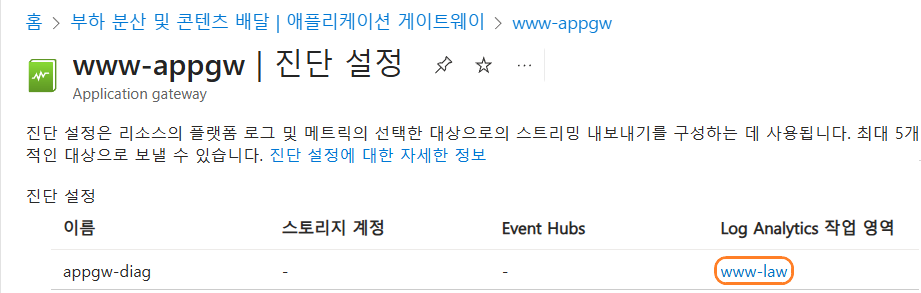 홈 > 부하 분산 및 콘텐츠 배달 | 애플리케이션 게이트웨이 > www-appgw
www-appgw | 진단 설정
Application gateway
진단 설정은 리소스의 플랫폼 로그 및 메트릭의 선택한 대상으로의 스트리밍 내보내기를 구성하는 데 사용됩니다. 최대 5개
적인 대상으로 보낼 수 있습니다. 진단 설정에 대한 자세한 정보
진단 설정
이름 스토리지 계정 Event Hubs Log Analytics 작업 영역
appgw-diag - - www-law